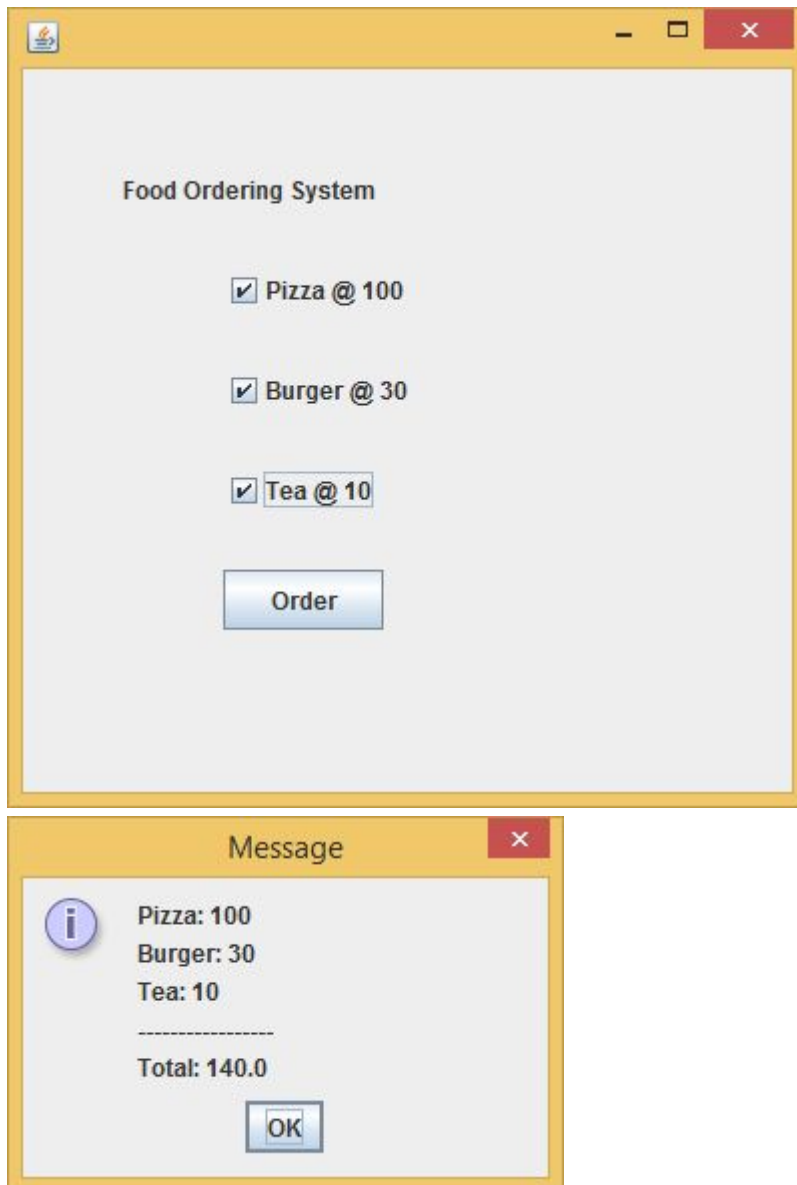 Food Ordering System
Pizza @ 100
Burger @ 30
Tea @ 10
Order
Message
Pizza: 100
Burger: 30
Tea: 10
-----------------
Total: 140.0
OK